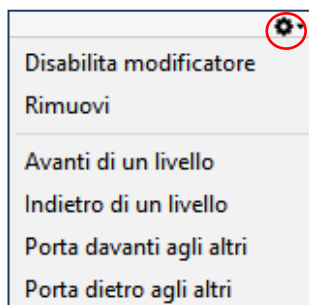 Disabilita modificatore
Rimuovi
Avanti di un livello
Indietro di un livello
Porta davanti agli altri
Porta dietro agli altri